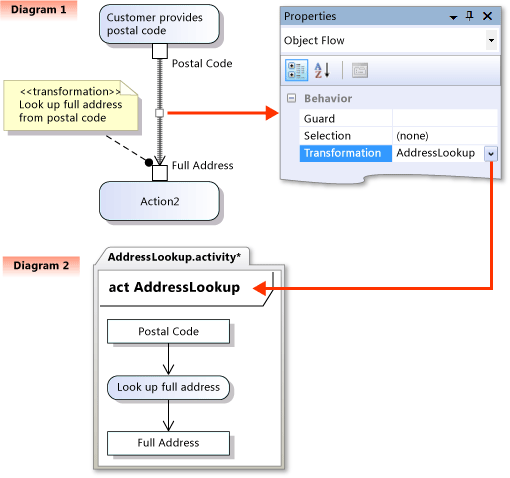 Diagram 1
Customer provides
postal code
Postal Code
<<transformation>>
Look up full address
from postal code
Full Address
Action2
Properties
Object Flow
A
Z
Behavior
Guard
Selection (none)
Transformation AddressLookup
Diagram 2
AddressLookup.activity*
act AddressLookup
Postal Code
Look up full address
Full Address